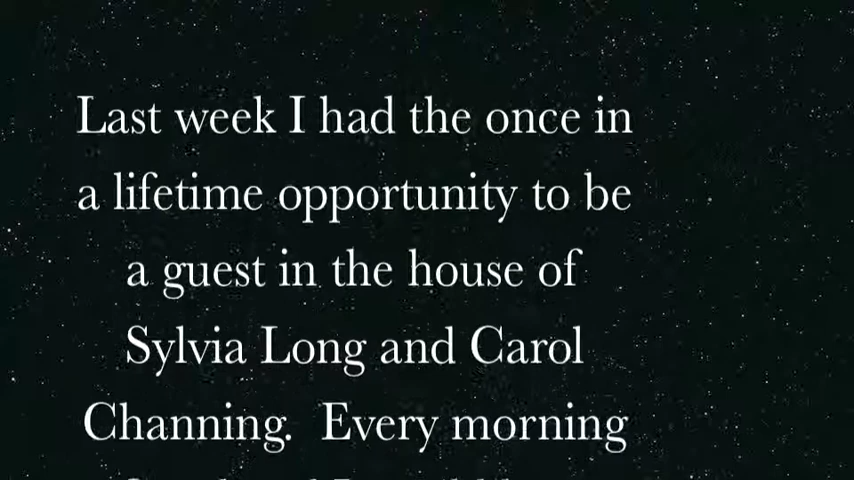 Last week I had the once in
a lifetime opportunity to be
a guest in the house of
Sylvia Long and Carol
Channing. Every morning